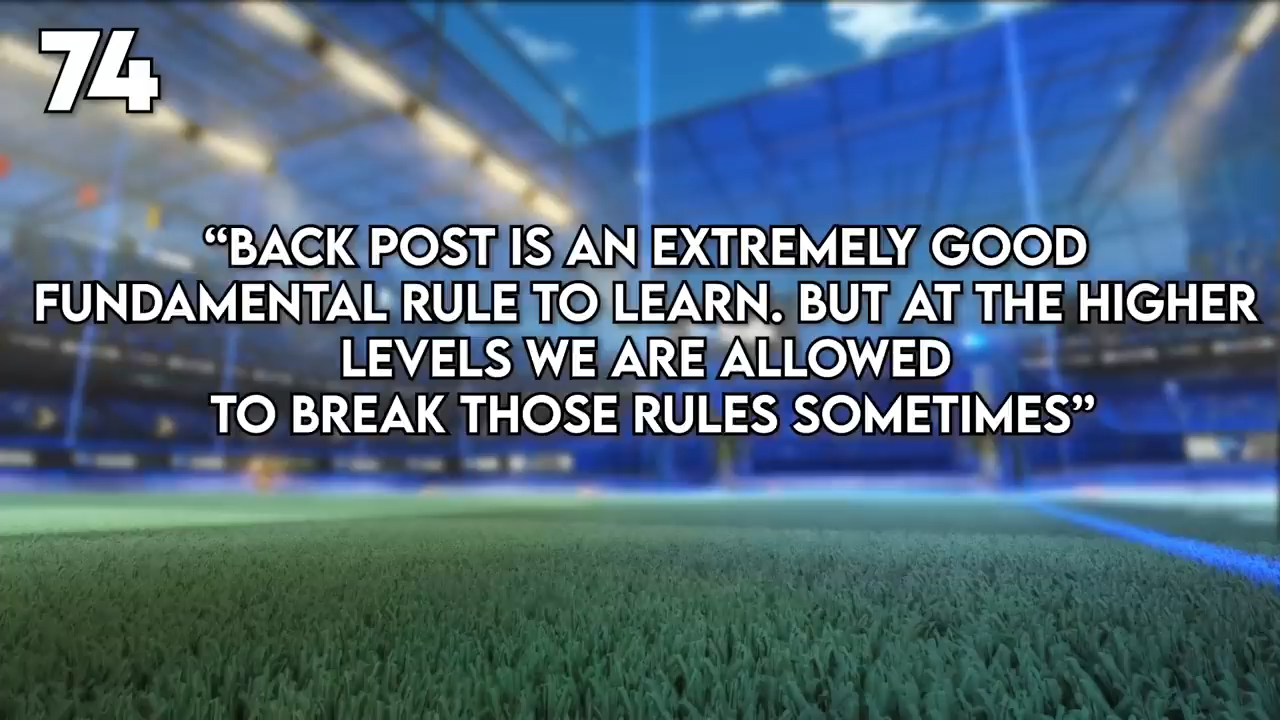 74
“BACK POST IS AN EXTREMELY GOOD
FUNDAMENTAL RULE TO LEARN. BUT AT THE HIGHER
LEVELS WE ARE ALLOWED
TO BREAK THOSE RULES SOMETIMES”